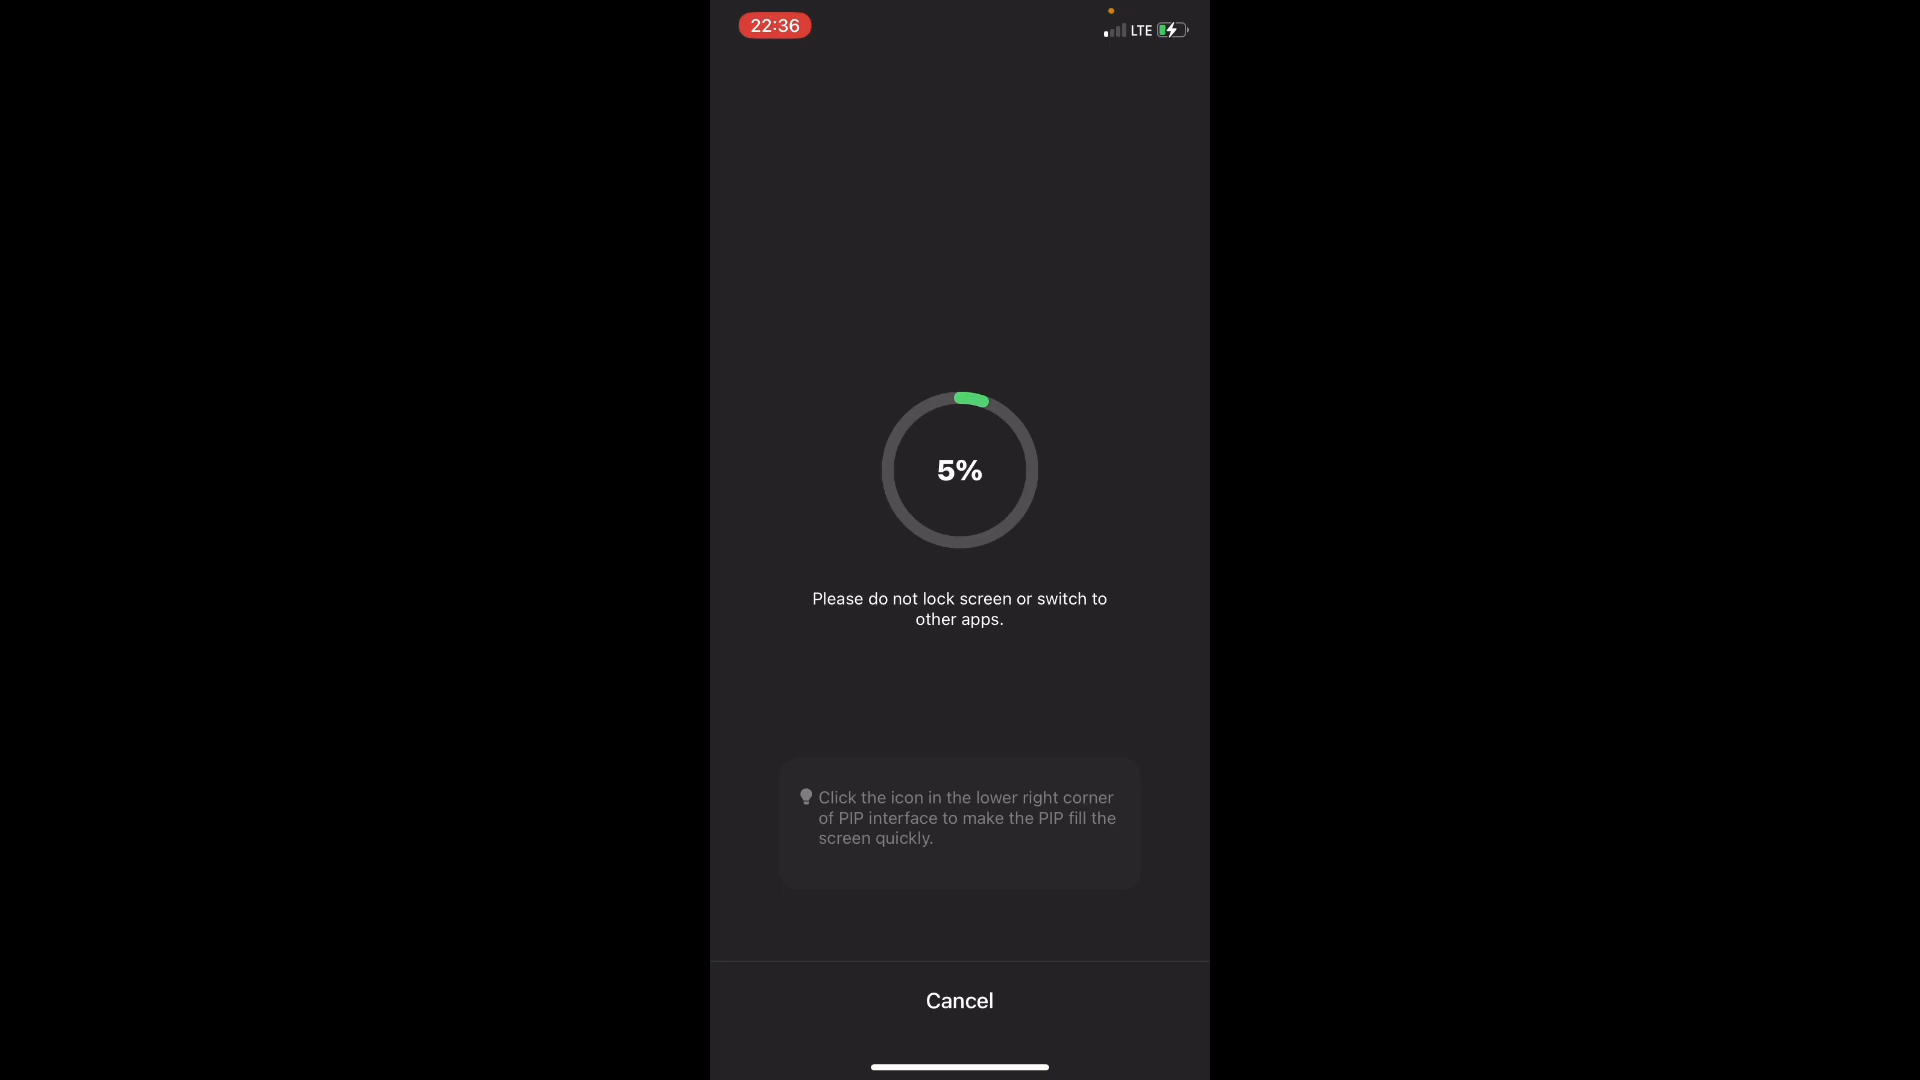 22:36
LTE
5%
Please do not lock screen or switch to
other apps.
Click the icon in the lower right corner
of PIP interface to make the PIP fill the
screen quickly.
Cancel